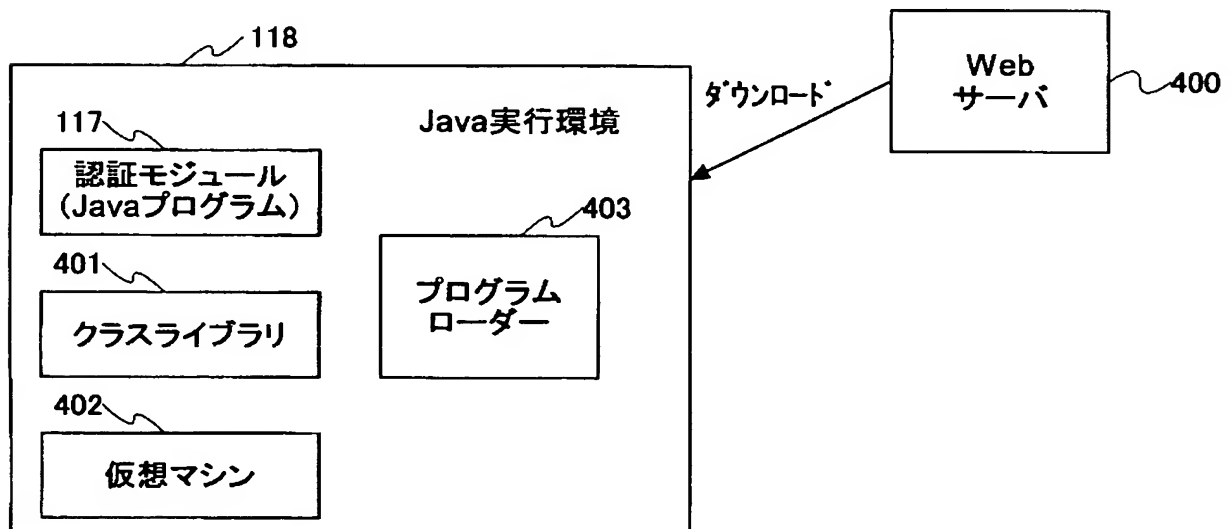 118
Java実行環境
117
認証モジュール
(Javaプログラム)
401
クラスライブラリ
402
仮想マシン
403
プログラム
ローダー
ダウンロード
Web
サーバ
400